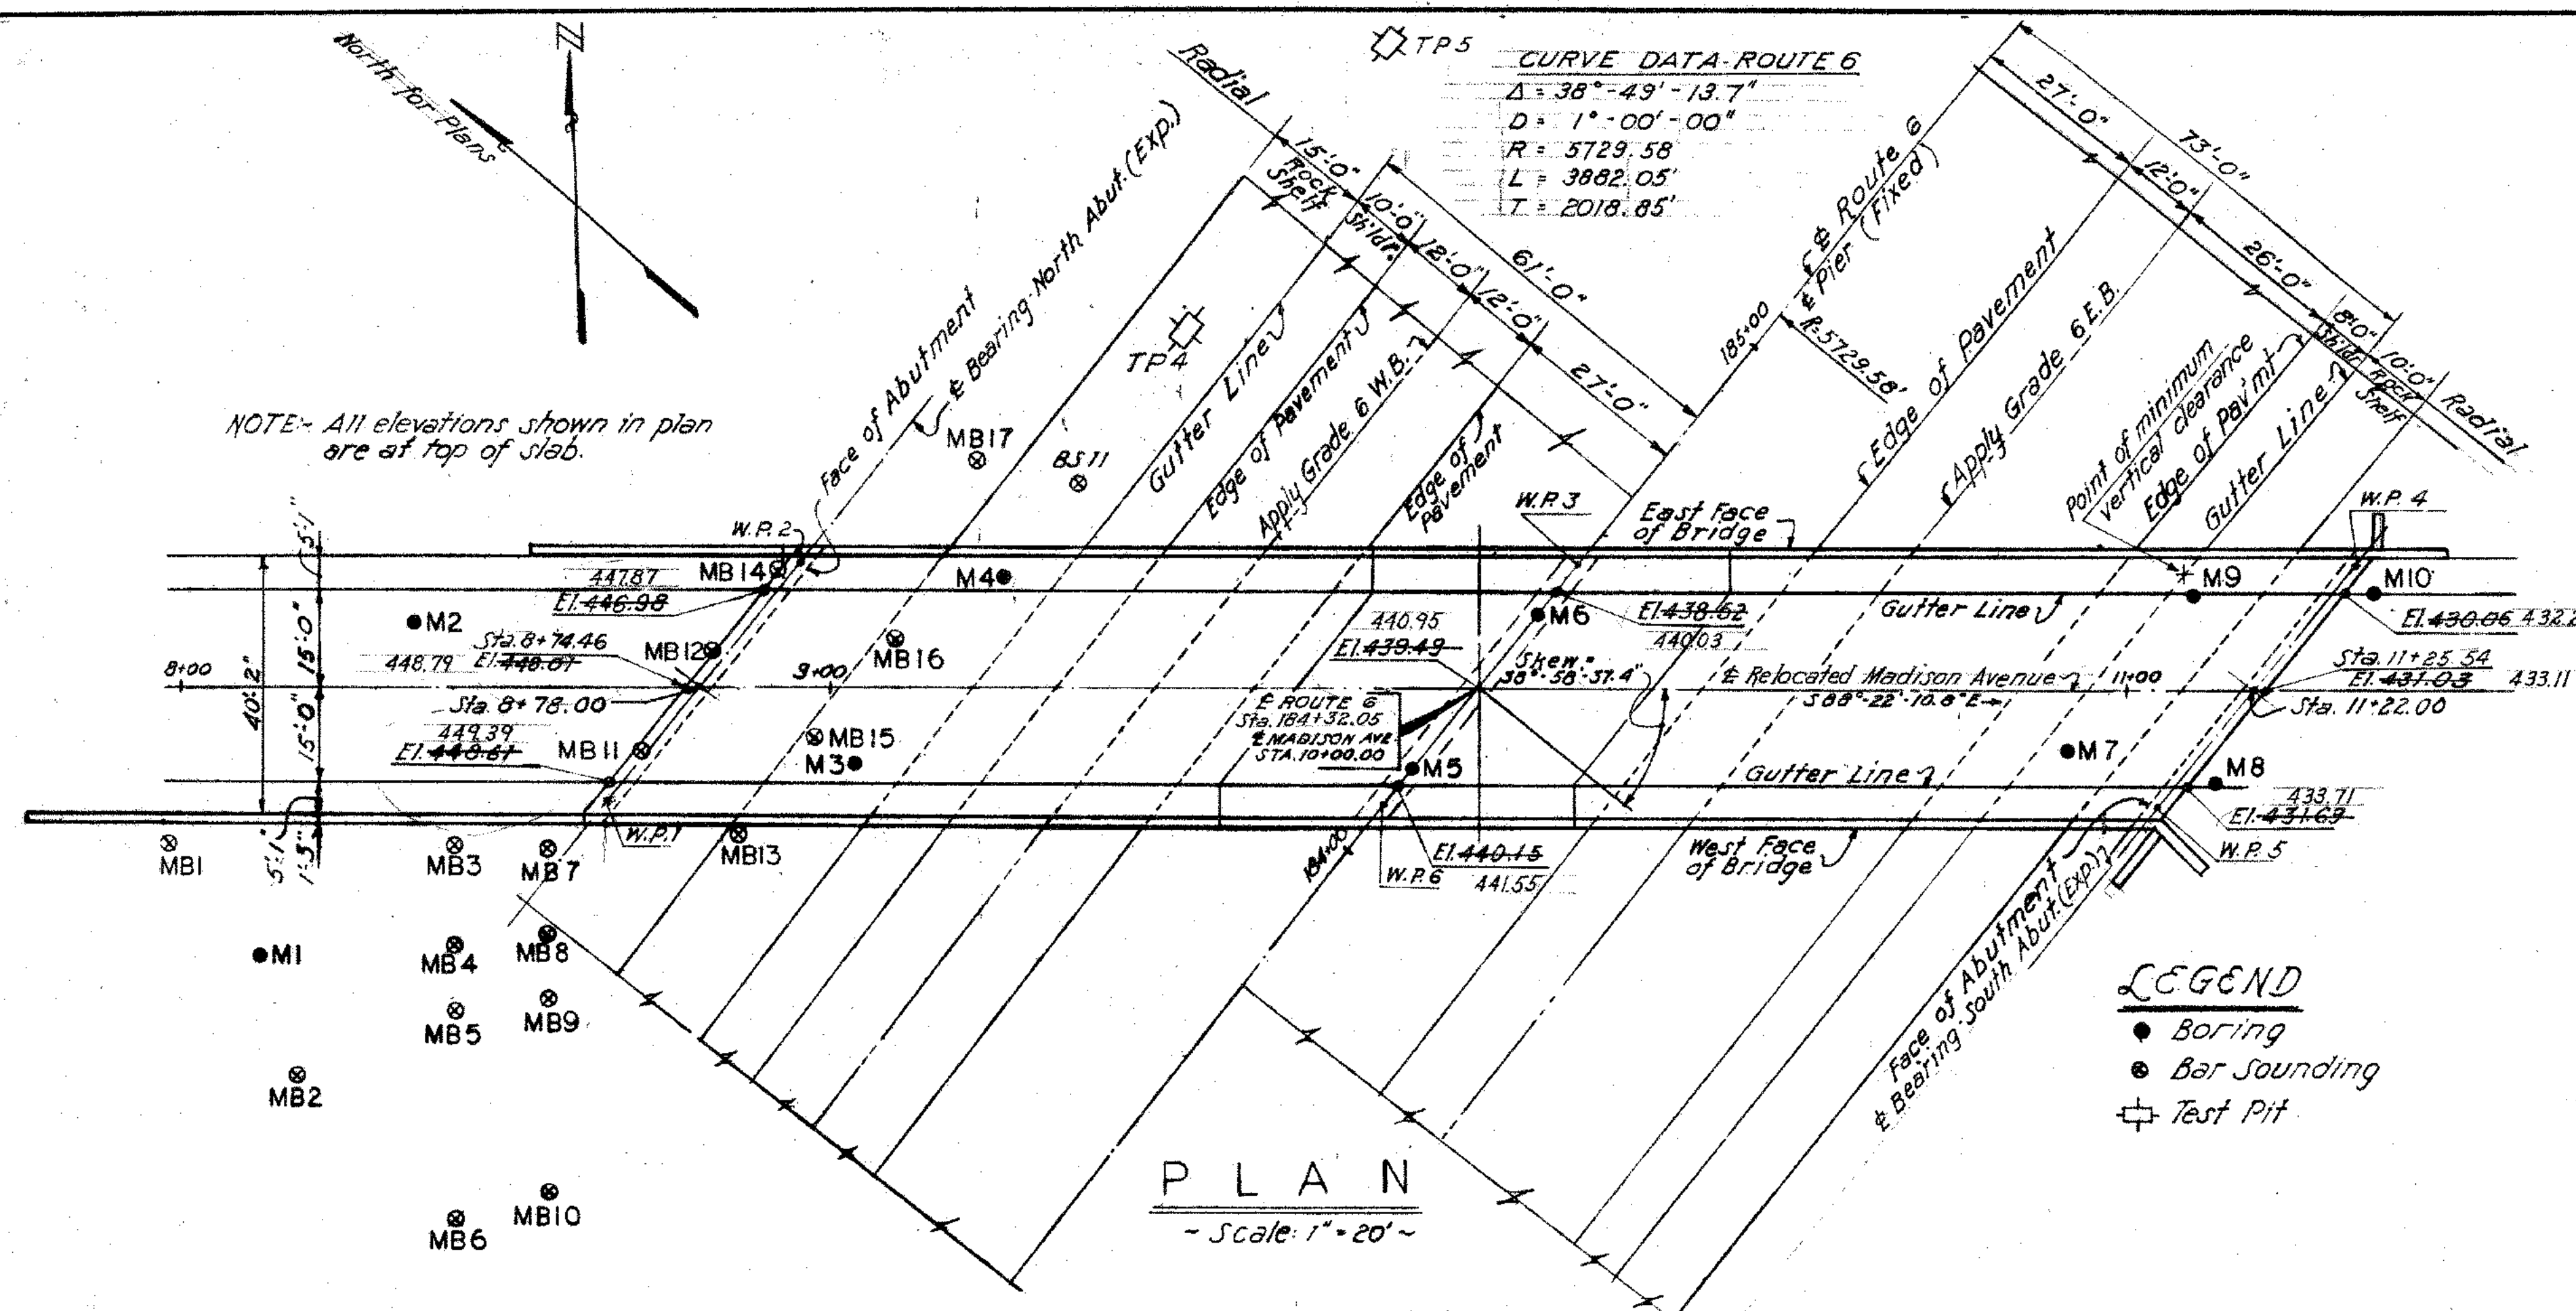 North for Plans
N
NOTE:- All elevations shown in plan
are at top of slab.
TP5
CURVE DATA-ROUTE 6
Δ = 38°-49'-13.7"
D = 1°-00'-00"
R = 5729.58
L = 3882.05'
T = 2018.85'
Radial
15'-0"
Rock
Shelf
10'-0"
Shldr.
12'-0"
12'-0"
61'-0"
27'-0"
Face of Abutment
℄ Bearing-North Abut.(Exp.)
TP4
MB17
BS11
Gutter Line
Edge of Pavement
Apply Grade 6 W.B.
Edge of
Pavement
℄ Route 6
℄ Pier (Fixed)
185+00
R=5729.58'
Edge of Pavement
Apply Grade 6 E.B.
Point of minimum
vertical clearance
Edge of Pav'mt
Gutter Line
27'-0"
12'-0"
73'-0"
26'-0"
8'-0"
Shldr.
10'-0"
Rock
Shelf
Radial
W.P. 2
W.P. 3
East Face
of Bridge
W.P. 4
5'-1"
15'-0"
40'-2"
15'-0"
5'-1"
1'-3"
447.87
El. 446.98
MB14
M4
M2
Sta. 8+74.46
448.79 El.
MB12
MB16
8+00
9+00
Sta. 8+78.00
449.39
El.
MB11
MB15
M3
440.95
El. 439.49
M6
El. 438.62
440.03
Skew =
38°-58'-37.4"
℄ ROUTE 6
Sta. 184+32.05
℄ MADISON AVE
STA. 10+00.00
Gutter Line
M9
M10
El. 430.06 432.2
℄ Relocated Madison Avenue
S88°-22'-10.8"E
11+00
Sta. 11+25.54
El. 431.03 433.11
Sta. 11+22.00
M5
M7
M8
Gutter Line
433.71
El. 431.69
W.P. 1
MB1
MB3
MB7
MB13
184+00
W.P. 6
El. 440.15
441.55
West Face
of Bridge
W.P. 5
M1
MB4
MB8
MB5
MB9
MB2
MB6
MB10
Face of Abutment
℄ Bearing-South Abut.(Exp.)
PLAN
~ Scale: 1" = 20' ~
LEGEND
Boring
Bar Sounding
Test Pit